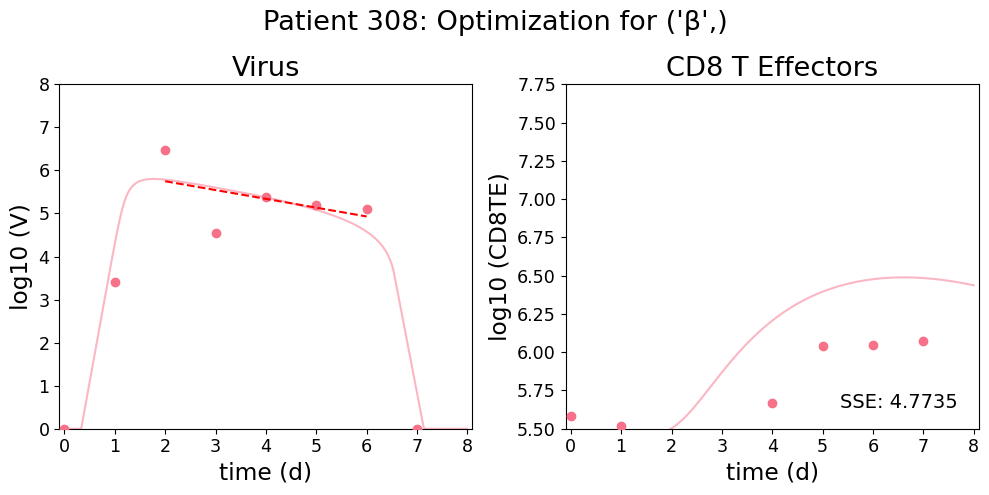 Patient 308: Optimization for ('β',)
Virus
CD8 T Effectors
8
7
6
5
4
3
2
1
0
log10 (V)
0 1 2 3 4 5 6 7 8
time (d)
7.75
7.50
7.25
7.00
6.75
6.50
6.25
6.00
5.75
5.50
log10 (CD8TE)
SSE: 4.7735
0 1 2 3 4 5 6 7 8
time (d)